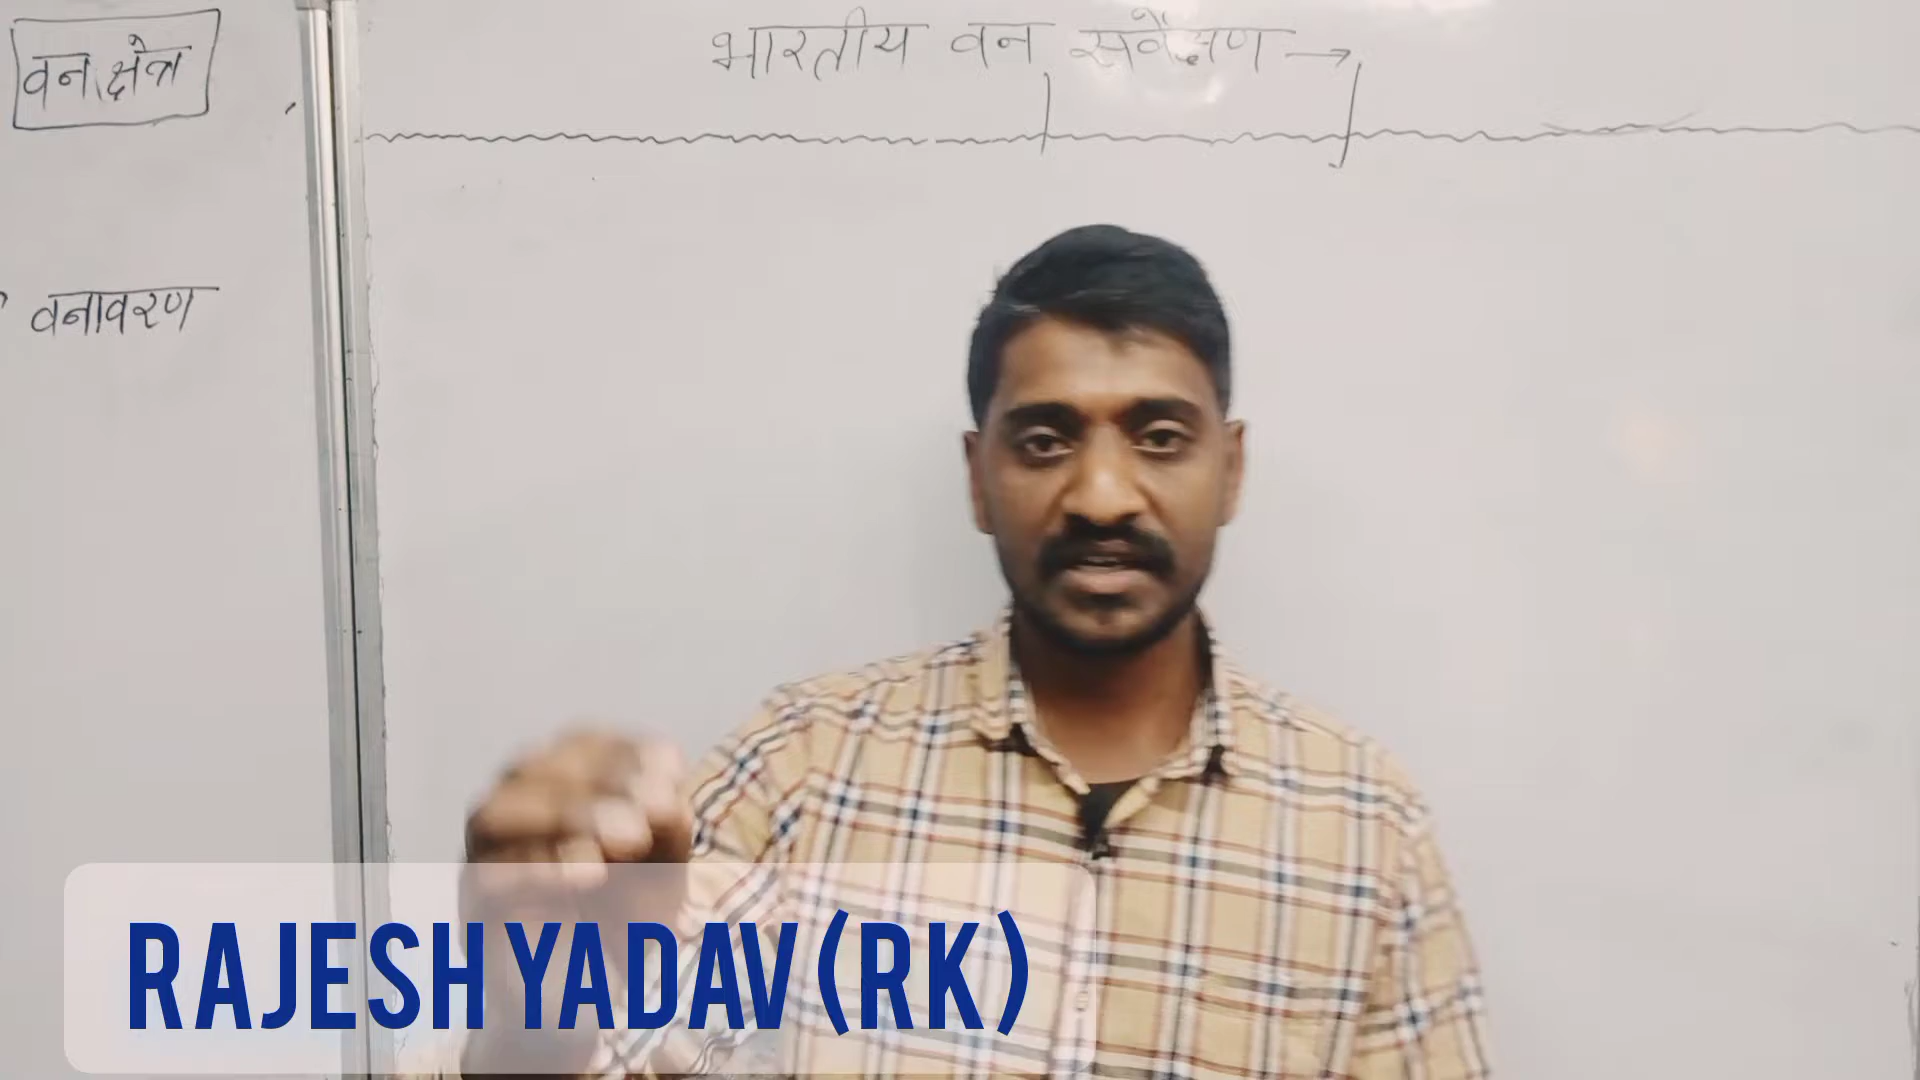 वन क्षेत्र
भारतीय वन सर्वेक्षण →
वनावरण
RAJESH YADAV (RK)